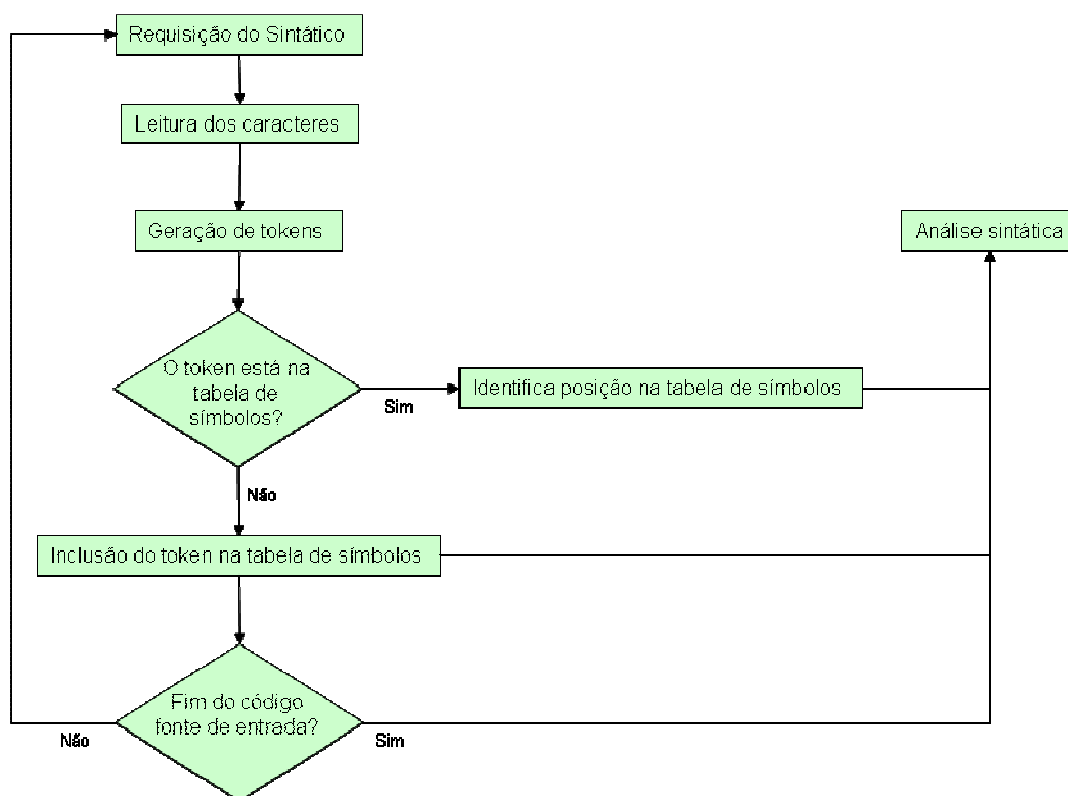 Requisição do Sintático
Leitura dos caracteres
Geração de tokens
Análise sintática
O token está na
tabela de
símbolos?
Sim
Identifica posição na tabela de símbolos
Não
Inclusão do token na tabela de símbolos
Fim do código
fonte de entrada?
Não
Sim